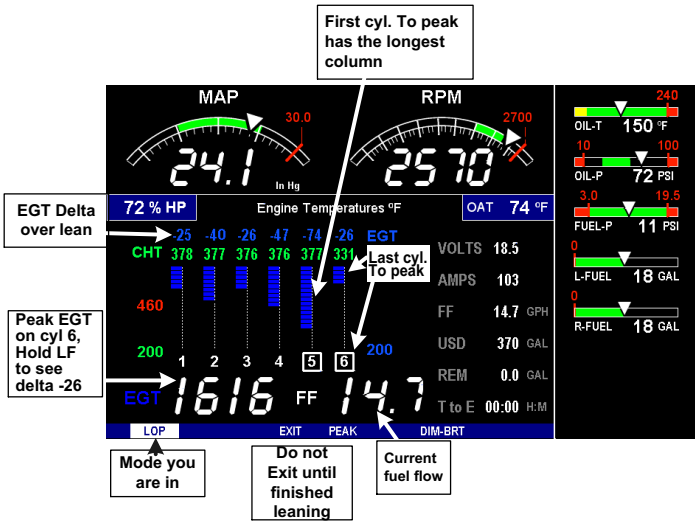 First cyl. To peak
has the longest
column
MAP
30.0
24.1
In Hg
RPM
2700
2570
240
OIL-T 150 ºF
10 100
OIL-P 72 PSI
3.0 19.5
FUEL-P 11 PSI
0
L-FUEL 18 GAL
0
R-FUEL 18 GAL
72 % HP
Engine Temperatures ºF
OAT 74 ºF
EGT Delta
over lean
-25 -40 -26 -47 -74 -26 EGT
CHT 378 377 376 376 377 331
Last cyl.
To peak
460
200
200
1 2 3 4 5 6
VOLTS 18.5
AMPS 103
FF 14.7 GPH
USD 370 GAL
REM 0.0 GAL
T to E 00:00 H:M
Peak EGT
on cyl 6,
Hold LF
to see
delta -26
EGT 1616 FF 14.7
LOP EXIT PEAK DIM-BRT
Mode you
are in
Do not
Exit until
finished
leaning
Current
fuel flow